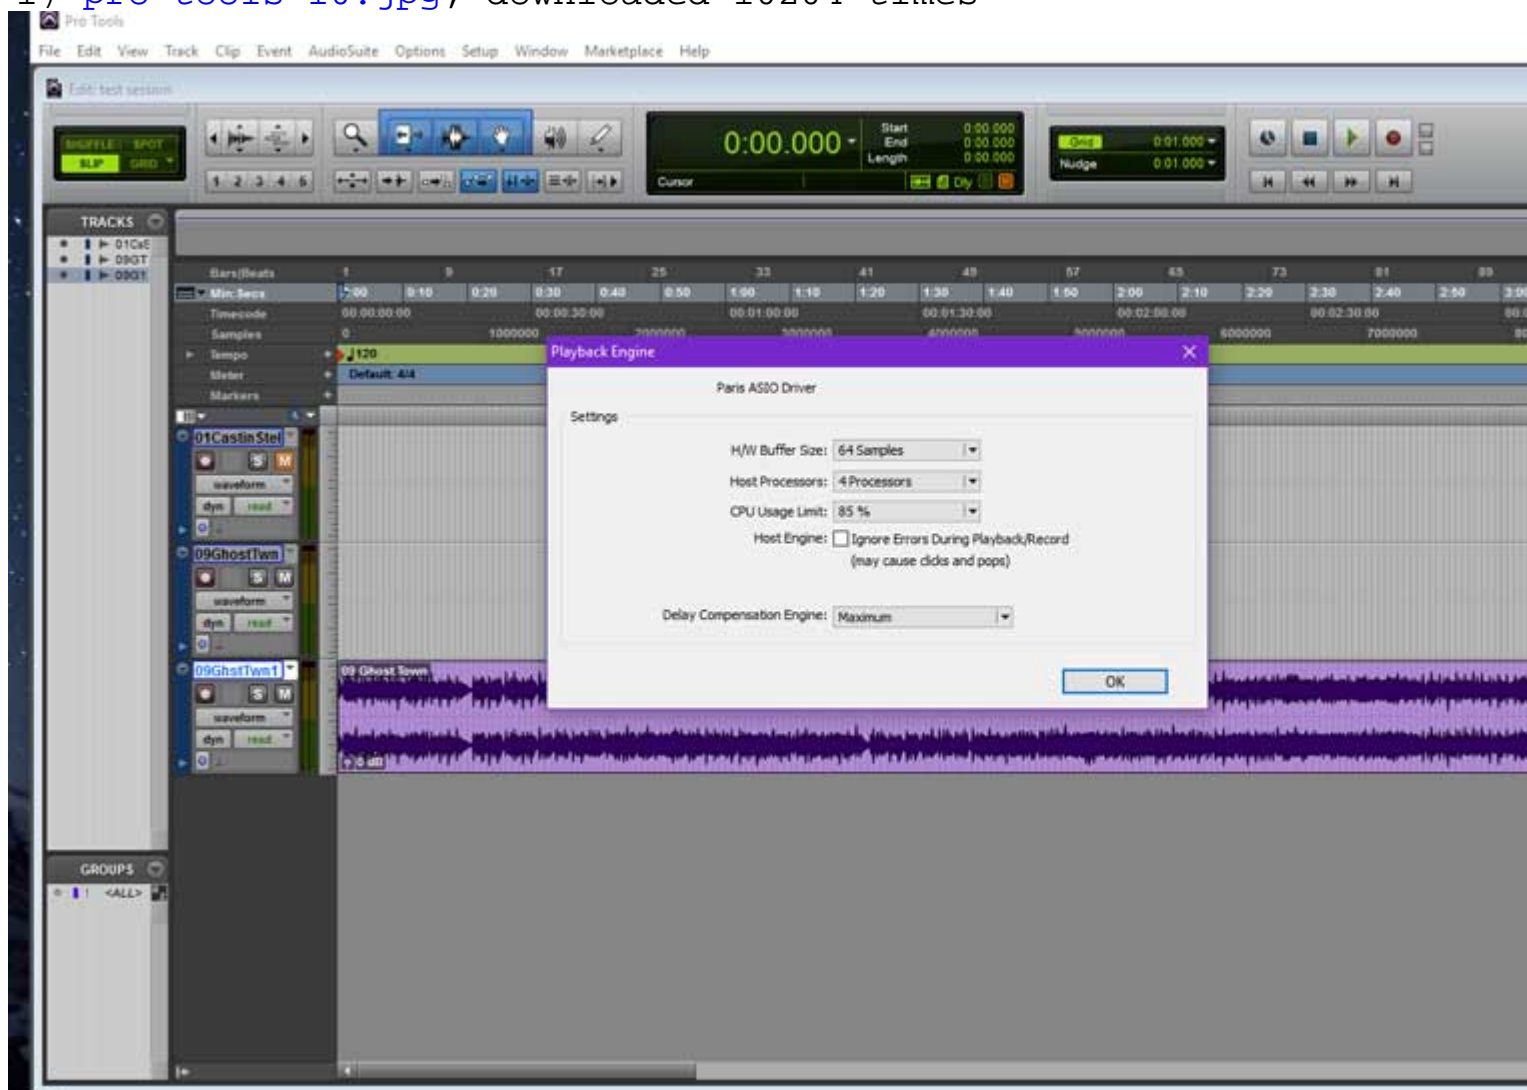 Pro Tools
File Edit View Track Clip Event AudioSuite Options Setup Window Marketplace Help
Edit: test session
SHUFFLE SPOT
SLIP GRID
1 2 3 4 5
0:00.000
Start 0:00.000
End 0:00.000
Length 0:00.000
Cursor
Dly
Grid 0:01.000
Nudge 0:01.000
TRACKS
09GT
Bars|Beats 1 9 17 25 33 41 49 57 65 73 81 89
Min:Secs 0:00 0:10 0:20 0:30 0:40 0:50 1:00 1:10 1:20 1:30 1:40 1:50 2:00 2:10 2:20 2:30 2:40 2:50 3:00
Timecode 00:00:00:00 00:00:30:00 00:01:00:00 00:01:30:00 00:02:00:00 00:02:30:00
Samples 0 1000000 2000000 3000000 4000000 5000000 6000000 7000000
Tempo 120
Meter Default: 4/4
Markers
Playback Engine
Paris ASIO Driver
Settings
H/W Buffer Size: 64 Samples
Host Processors: 4 Processors
CPU Usage Limit: 85 %
Host Engine: Ignore Errors During Playback/Record
(may cause clicks and pops)
Delay Compensation Engine: Maximum
OK
01CastinStel
S M
waveform
dyn read
09GhostTwn
S M
waveform
dyn read
09GhstTwn1
S M
waveform
dyn read
09 Ghost Town
0 dB
GROUPS
! <ALL>